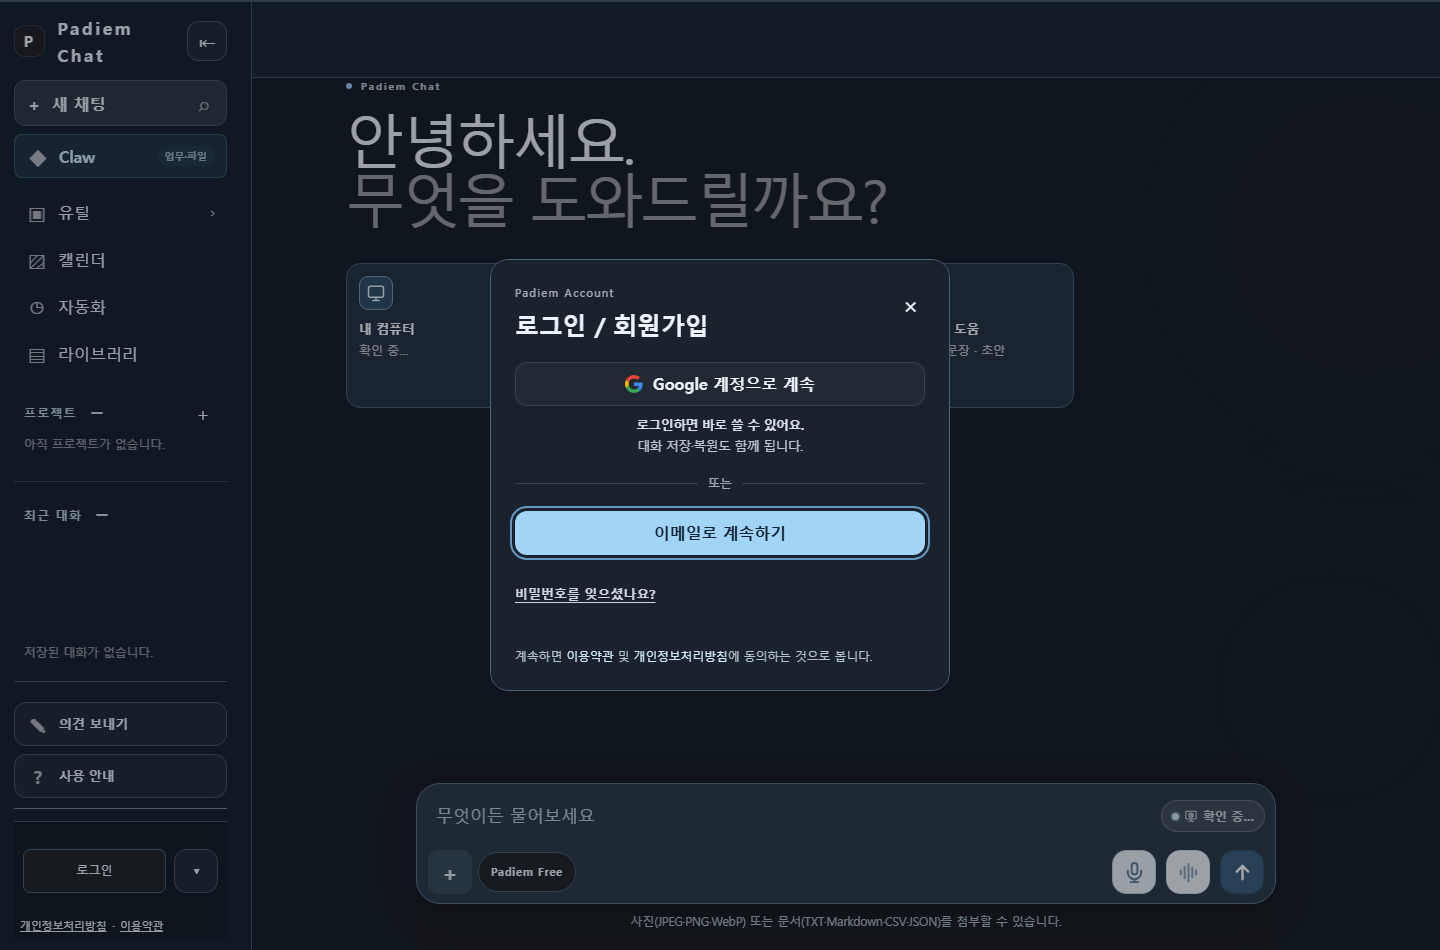 P
Padiem
Chat
새 채팅
Claw
업무·파일
유틸
캘린더
자동화
라이브러리
프로젝트
아직 프로젝트가 없습니다.
최근 대화
저장된 대화가 없습니다.
의견 보내기
? 사용 안내
로그인
개인정보처리방침 · 이용약관
Padiem Chat
안녕하세요.
무엇을 도와드릴까요?
내 컴퓨터
확인 중...
도움
문장 · 초안
Padiem Account
로그인 / 회원가입
Google 계정으로 계속
로그인하면 바로 쓸 수 있어요.
대화 저장·복원도 함께 됩니다.
또는
이메일로 계속하기
비밀번호를 잊으셨나요?
계속하면 이용약관 및 개인정보처리방침에 동의하는 것으로 봅니다.
무엇이든 물어보세요
확인 중...
Padiem Free
사진(JPEG·PNG·WebP) 또는 문서(TXT·Markdown·CSV·JSON)를 첨부할 수 있습니다.